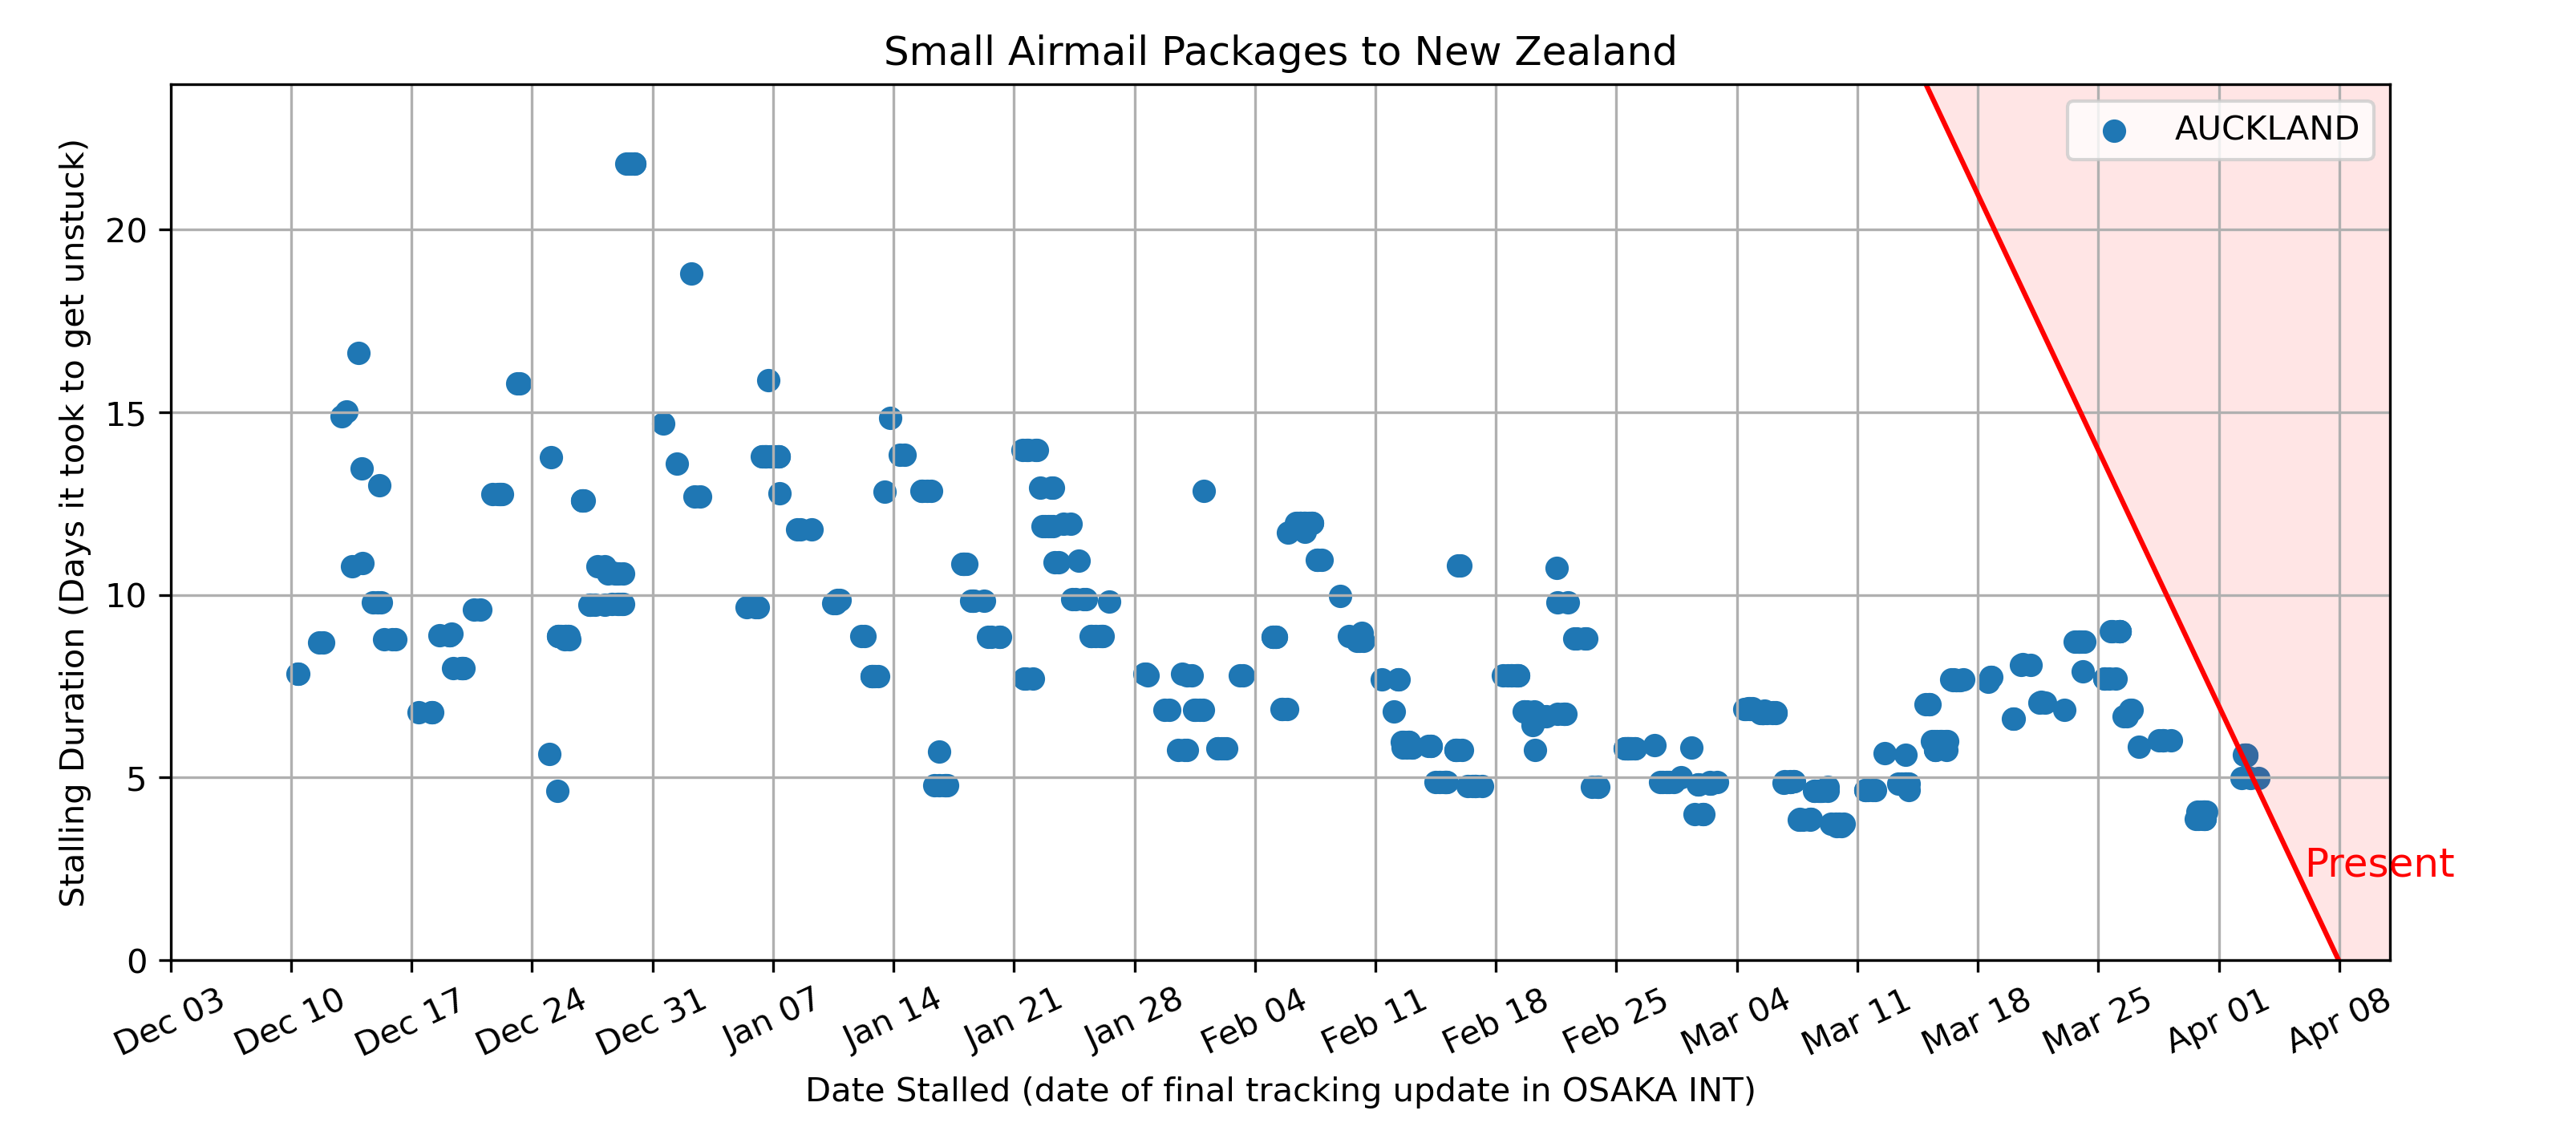 Small Airmail Packages to New Zealand
AUCKLAND
Stalling Duration (Days it took to get unstuck)
20
15
10
5
0
Present
Dec 03
Dec 10
Dec 17
Dec 24
Dec 31
Jan 07
Jan 14
Jan 21
Jan 28
Feb 04
Feb 11
Feb 18
Feb 25
Mar 04
Mar 11
Mar 18
Mar 25
Apr 01
Apr 08
Date Stalled (date of final tracking update in OSAKA INT)